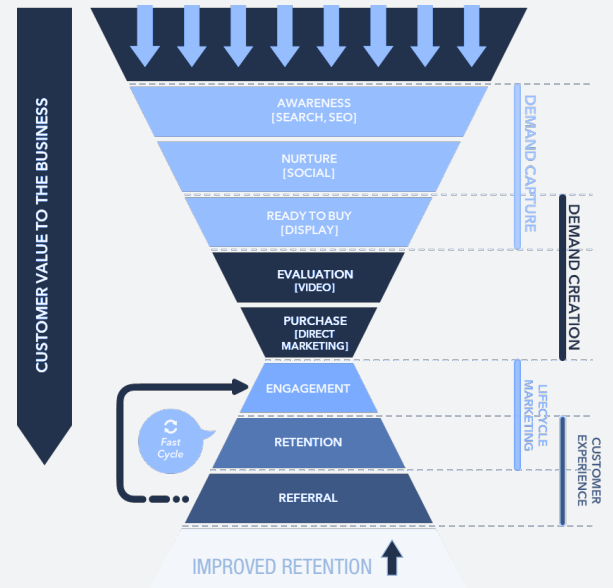 CUSTOMER VALUE TO THE BUSINESS
AWARENESS
[SEARCH, SEO]
NURTURE
[SOCIAL]
READY TO BUY
[DISPLAY]
EVALUATION
[VIDEO]
PURCHASE
[DIRECT
MARKETING]
ENGAGEMENT
RETENTION
REFERRAL
Fast
Cycle
DEMAND CAPTURE
DEMAND CREATION
LIFECYCLE
MARKETING
CUSTOMER
EXPERIENCE
IMPROVED RETENTION